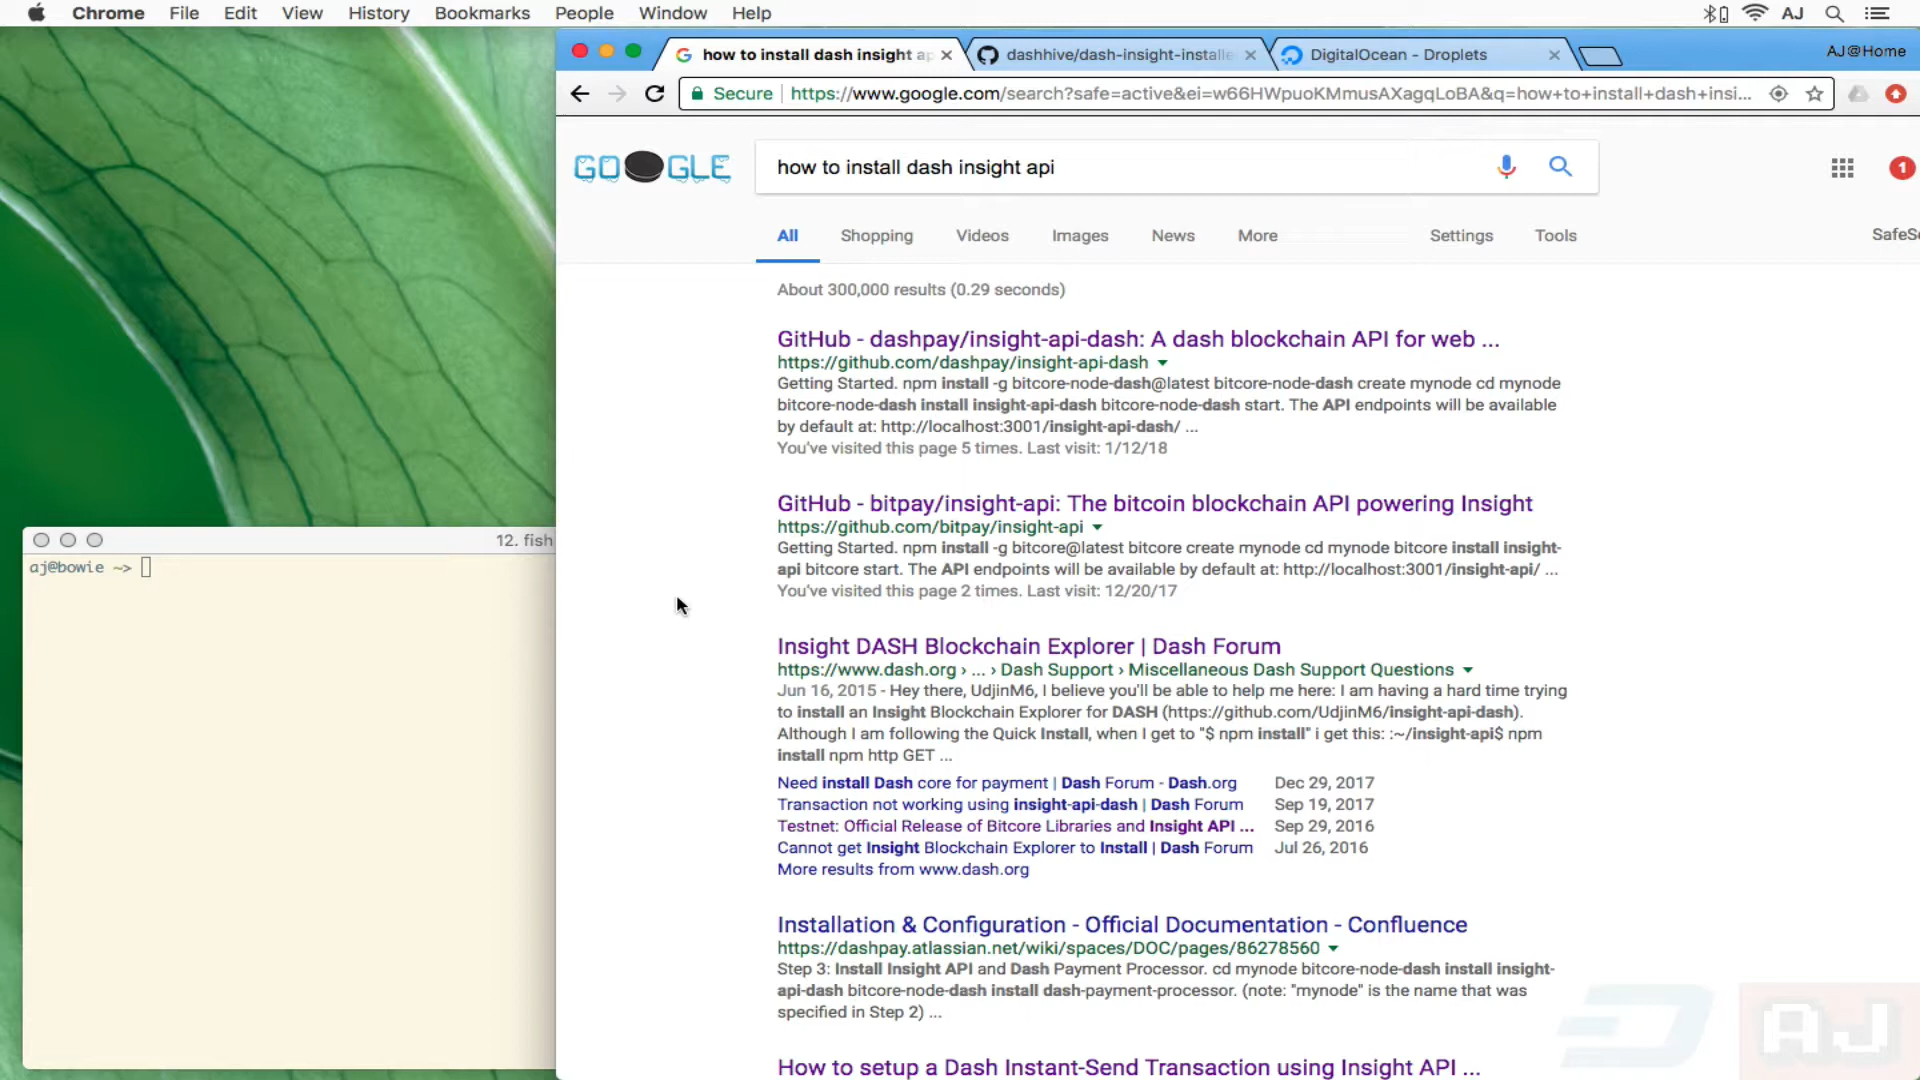 Chrome File Edit View History Bookmarks People Window Help AJ
how to install dash insight ap dashhive/dash-insight-installe DigitalOcean - Droplets AJ@Home
Secure https://www.google.com/search?safe=active&ei=w66HWpuoKMmusAXagqLoBA&q=how+to+install+dash+insi...
GOOGLE how to install dash insight api 1
All Shopping Videos Images News More Settings Tools SafeSe
About 300,000 results (0.29 seconds)
GitHub - dashpay/insight-api-dash: A dash blockchain API for web ...
https://github.com/dashpay/insight-api-dash
Getting Started. npm install -g bitcore-node-dash@latest bitcore-node-dash create mynode cd mynode
bitcore-node-dash install insight-api-dash bitcore-node-dash start. The API endpoints will be available
by default at: http://localhost:3001/insight-api-dash/ ...
You've visited this page 5 times. Last visit: 1/12/18
GitHub - bitpay/insight-api: The bitcoin blockchain API powering Insight
https://github.com/bitpay/insight-api
Getting Started. npm install -g bitcore@latest bitcore create mynode cd mynode bitcore install insight-
api bitcore start. The API endpoints will be available by default at: http://localhost:3001/insight-api/ ...
You've visited this page 2 times. Last visit: 12/20/17
Insight DASH Blockchain Explorer | Dash Forum
https://www.dash.org › ... › Dash Support › Miscellaneous Dash Support Questions
Jun 16, 2015 - Hey there, UdjinM6, I believe you'll be able to help me here: I am having a hard time trying
to install an Insight Blockchain Explorer for DASH (https://github.com/UdjinM6/insight-api-dash).
Although I am following the Quick Install, when I get to "$ npm install" i get this: :~/insight-api$ npm
install npm http GET ...
Need install Dash core for payment | Dash Forum - Dash.org Dec 29, 2017
Transaction not working using insight-api-dash | Dash Forum Sep 19, 2017
Testnet: Official Release of Bitcore Libraries and Insight API ... Sep 29, 2016
Cannot get Insight Blockchain Explorer to Install | Dash Forum Jul 26, 2016
More results from www.dash.org
Installation & Configuration - Official Documentation - Confluence
https://dashpay.atlassian.net/wiki/spaces/DOC/pages/86278560
Step 3: Install Insight API and Dash Payment Processor. cd mynode bitcore-node-dash install insight-
api-dash bitcore-node-dash install dash-payment-processor. (note: "mynode" is the name that was
specified in Step 2) ...
How to setup a Dash Instant-Send Transaction using Insight API ...
12. fish
aj@bowie ~>
AJ